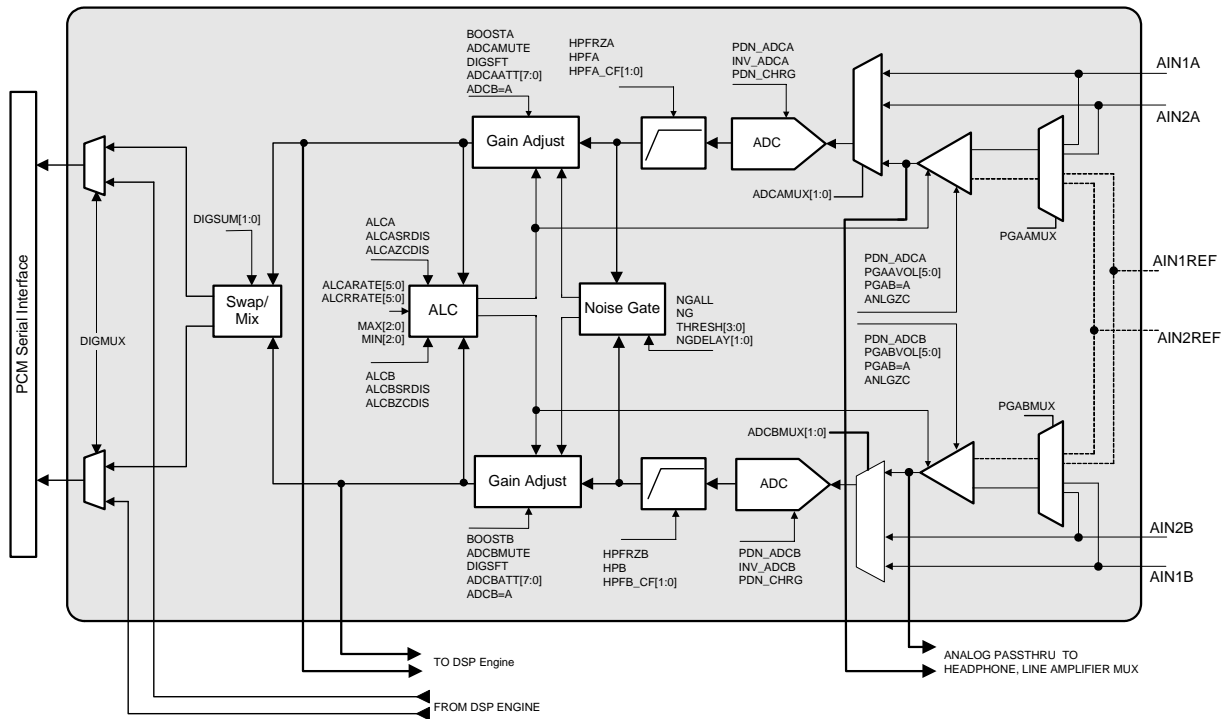 BOOSTA
ADCAMUTE
DIGSFT
ADCAATT[7:0]
ADCB=A
HPFRZA
HPFA
HPFA_CF[1:0]
PDN_ADCA
INV_ADCA
PDN_CHRG
AIN1A
AIN2A
Gain Adjust
ADC
ADCAMUX[1:0]
PGAAMUX
PCM Serial Interface
DIGSUM[1:0]
Swap/
Mix
DIGMUX
ALCA
ALCASRDIS
ALCAZCDIS
ALCARATE[5:0]
ALCRRATE[5:0]
MAX[2:0]
MIN[2:0]
ALC
ALCB
ALCBSRDIS
ALCBZCDIS
Noise Gate
NGALL
NG
THRESH[3:0]
NGDELAY[1:0]
PDN_ADCA
PGAAVOL[5:0]
PGAB=A
ANLGZC
AIN1REF
AIN2REF
PDN_ADCB
PGABVOL[5:0]
PGAB=A
ANLGZC
PGABMUX
ADCBMUX[1:0]
Gain Adjust
ADC
BOOSTB
ADCBMUTE
DIGSFT
ADCBATT[7:0]
ADCB=A
HPFRZB
HPB
HPFB_CF[1:0]
PDN_ADCB
INV_ADCB
PDN_CHRG
AIN2B
AIN1B
TO DSP Engine
FROM DSP ENGINE
ANALOG PASSTHRU TO
HEADPHONE, LINE AMPLIFIER MUX